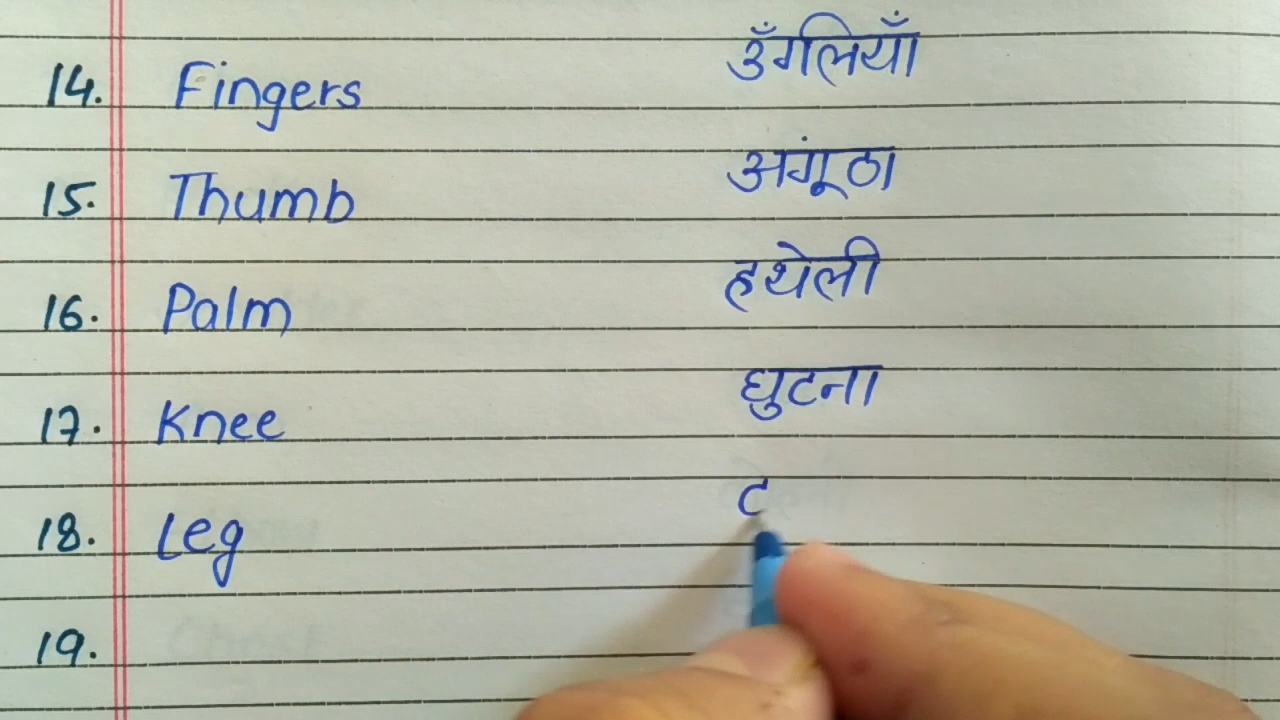 14. Fingers उँगलियाँ
15. Thumb अंगूठा
16. Palm हथेली
17. Knee घुटना
18. Leg
19.